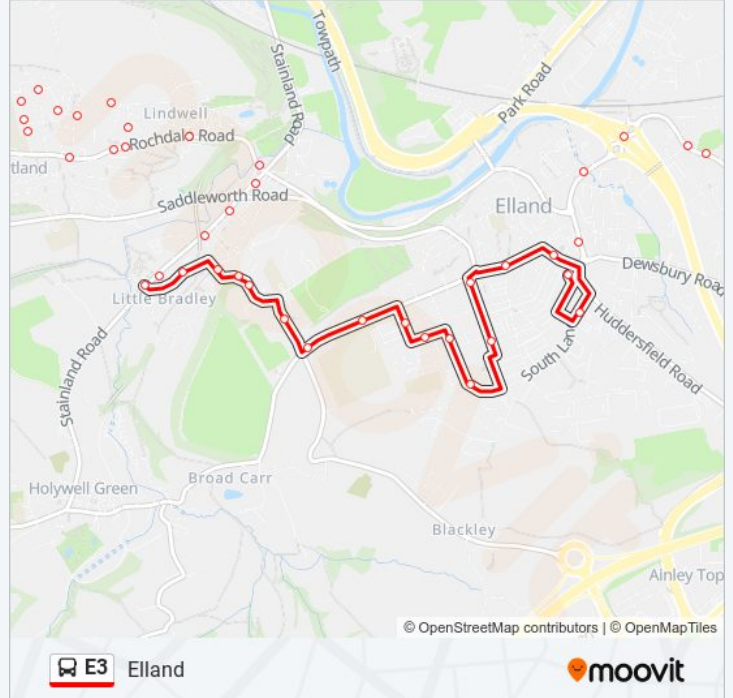 Towpath
Stainland Road
Park Road
Lindwell
Rochdale Road
tland
Saddleworth Road
Elland
Dewsbury Road
Little Bradley
Huddersfield Road
South Lan
Stainland Road
Broad Carr
Holywell Green
Blackley
Ainley Top
© OpenStreetMap contributors | © OpenMapTiles
E3 Elland
moovit